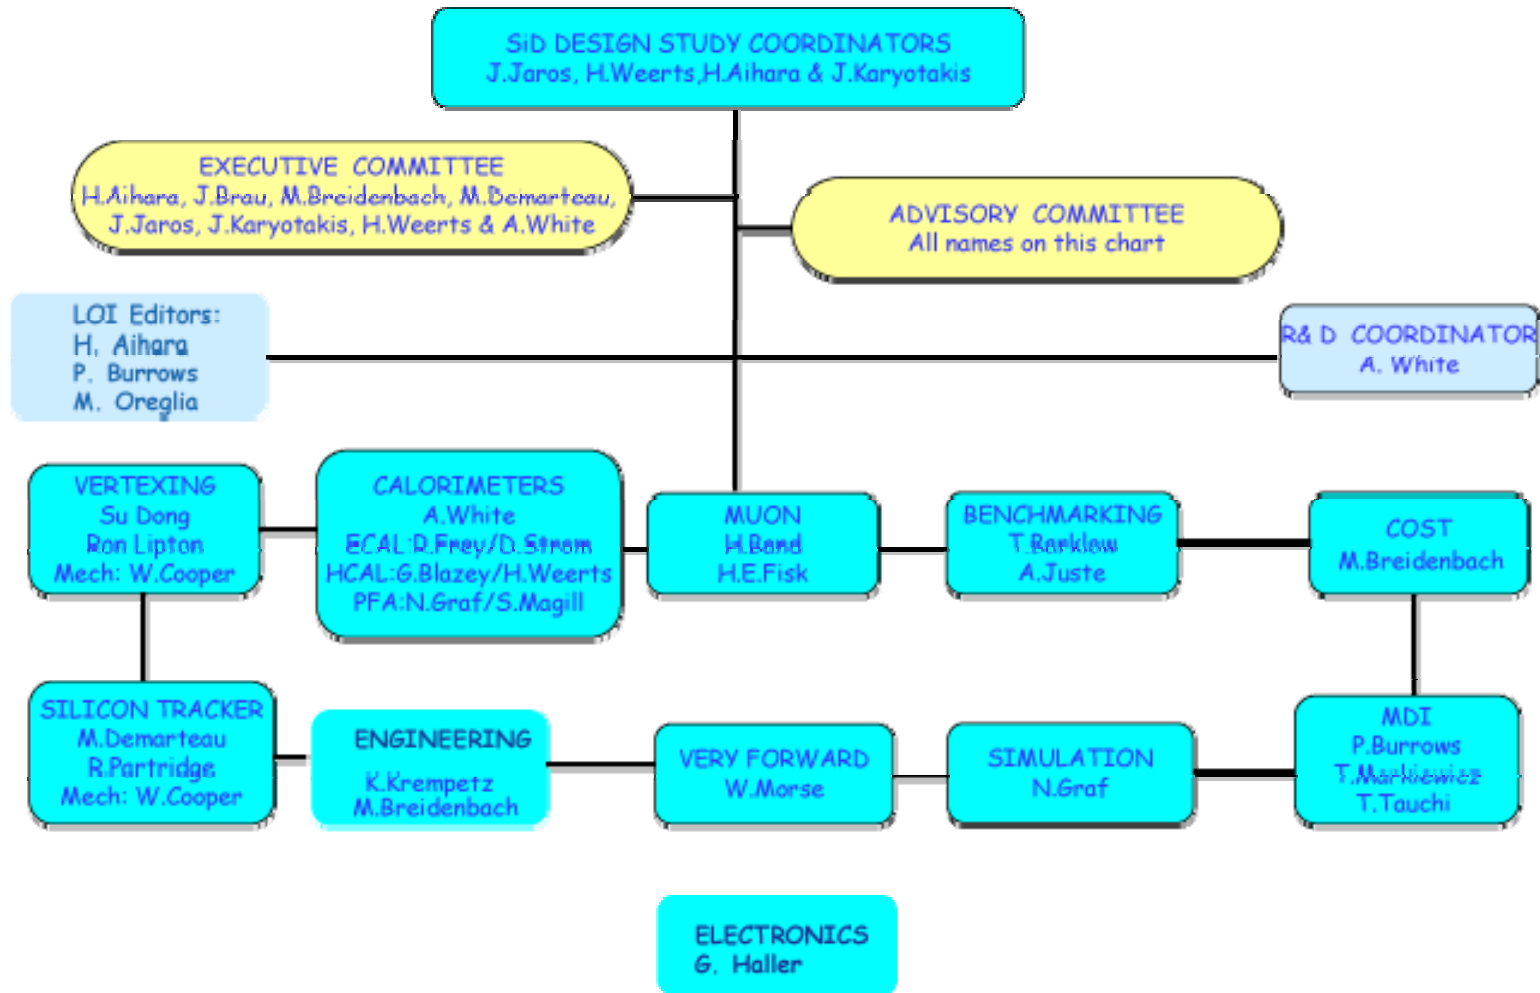 SiD DESIGN STUDY COORDINATORS
J.Jaros, H.Weerts,H.Aihara & J.Karyotakis
EXECUTIVE COMMITTEE
H.Aihara, J.Brau, M.Breidenbach, M.Demarteau,
J.Jaros, J.Karyotakis, H.Weerts & A.White
ADVISORY COMMITTEE
All names on this chart
LOI Editors:
H. Aihara
P. Burrows
M. Oreglia
R& D COORDINATOR
A. White
VERTEXING
Su Dong
Ron Lipton
Mech: W.Cooper
CALORIMETERS
A.White
ECAL:R.Frey/D.Strom
HCAL:G.Blazey/H.Weerts
PFA:N.Graf/S.Magill
MUON
H.Band
H.E.Fisk
BENCHMARKING
T.Barklow
A.Juste
COST
M.Breidenbach
SILICON TRACKER
M.Demarteau
R.Partridge
Mech: W.Cooper
ENGINEERING
K.Krempetz
M.Breidenbach
VERY FORWARD
W.Morse
SIMULATION
N.Graf
MDI
P.Burrows
T.Markiewicz
T.Tauchi
ELECTRONICS
G. Haller